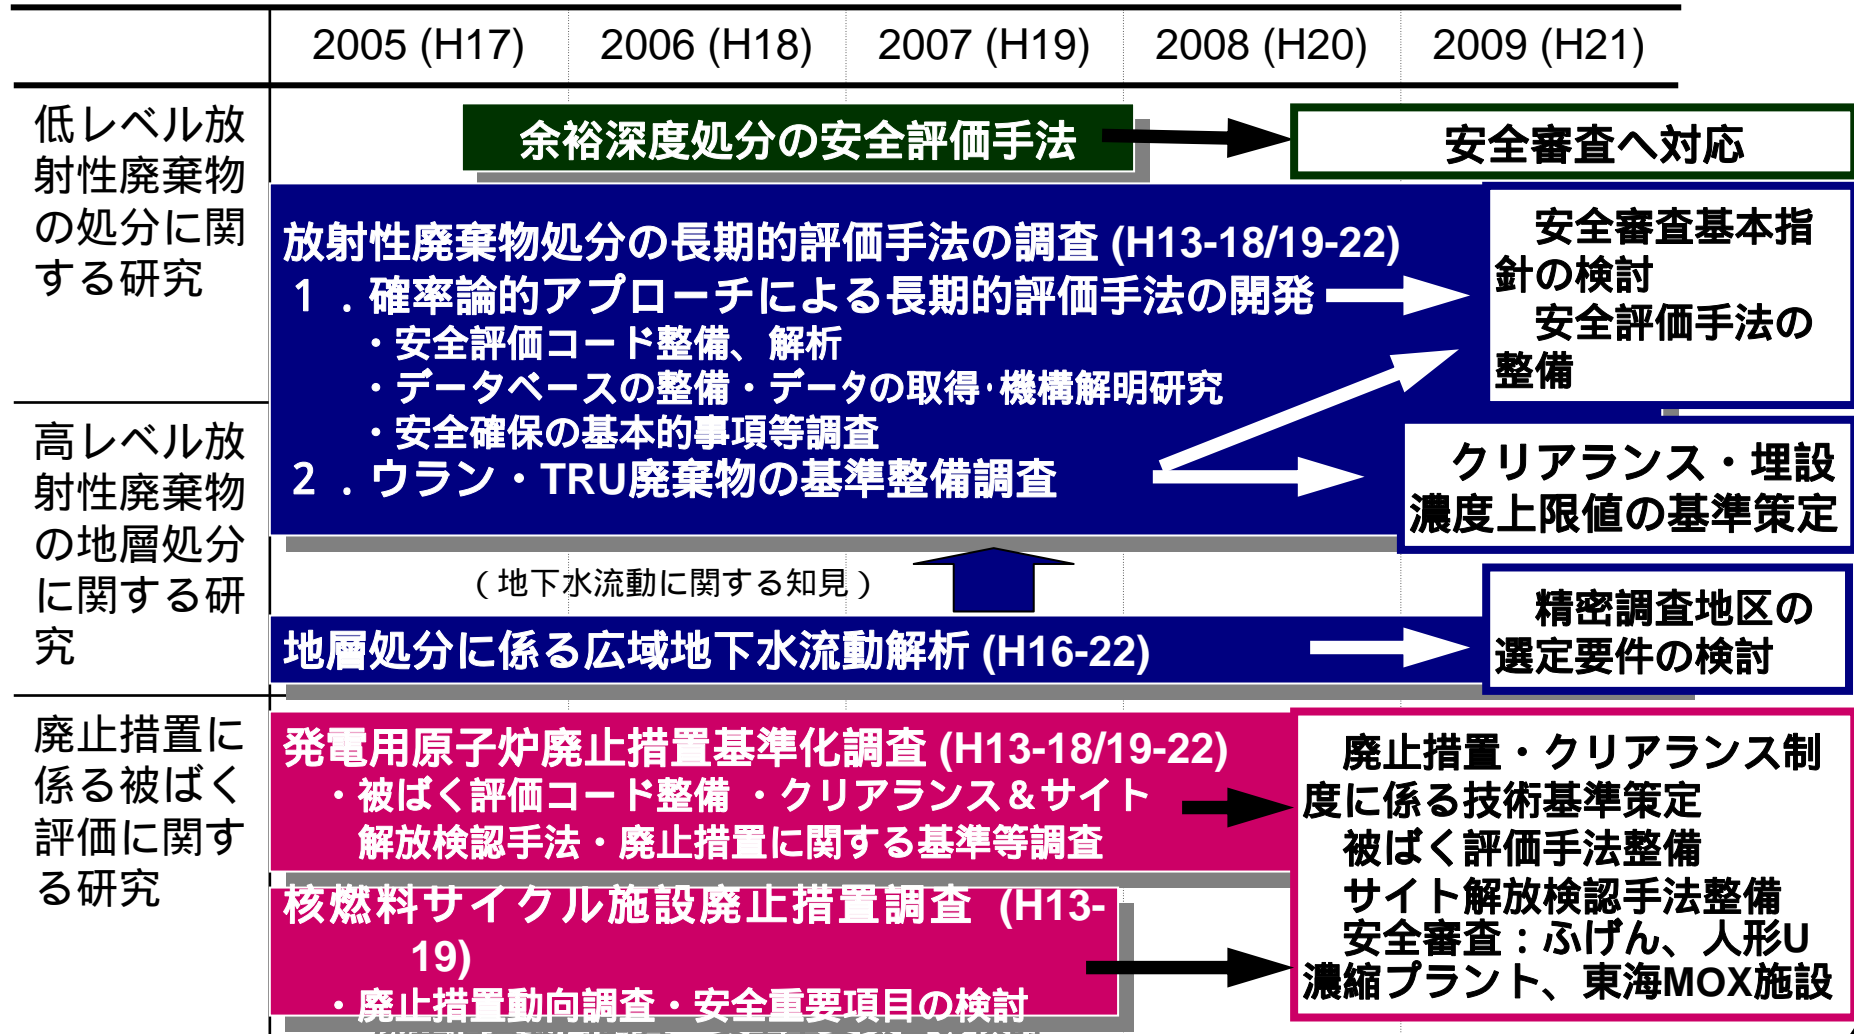 2005 (H17) 2006 (H18) 2007 (H19) 2008 (H20) 2009 (H21)
低レベル放
射性廃棄物
の処分に関
する研究
高レベル放
射性廃棄物
の地層処分
に関する研
究
廃止措置に
係る被ばく
評価に関す
る研究
余裕深度処分の安全評価手法
安全審査へ対応
放射性廃棄物処分の長期的評価手法の調査 (H13-18/19-22)
１．確率論的アプローチによる長期的評価手法の開発
・安全評価コード整備、解析
・データベースの整備・データの取得・機構解明研究
・安全確保の基本的事項等調査
２．ウラン・TRU廃棄物の基準整備調査
安全審査基本指
針の検討
安全評価手法の
整備
クリアランス・埋設
濃度上限値の基準策定
（地下水流動に関する知見）
地層処分に係る広域地下水流動解析 (H16-22)
精密調査地区の
選定要件の検討
発電用原子炉廃止措置基準化調査 (H13-18/19-22)
・被ばく評価コード整備 ・クリアランス＆サイト
解放検認手法・廃止措置に関する基準等調査
核燃料サイクル施設廃止措置調査 (H13-
19)
・廃止措置動向調査・安全重要項目の検討
廃止措置・クリアランス制
度に係る技術基準策定
被ばく評価手法整備
サイト解放検認手法整備
安全審査：ふげん、人形U
濃縮プラント、東海MOX施設